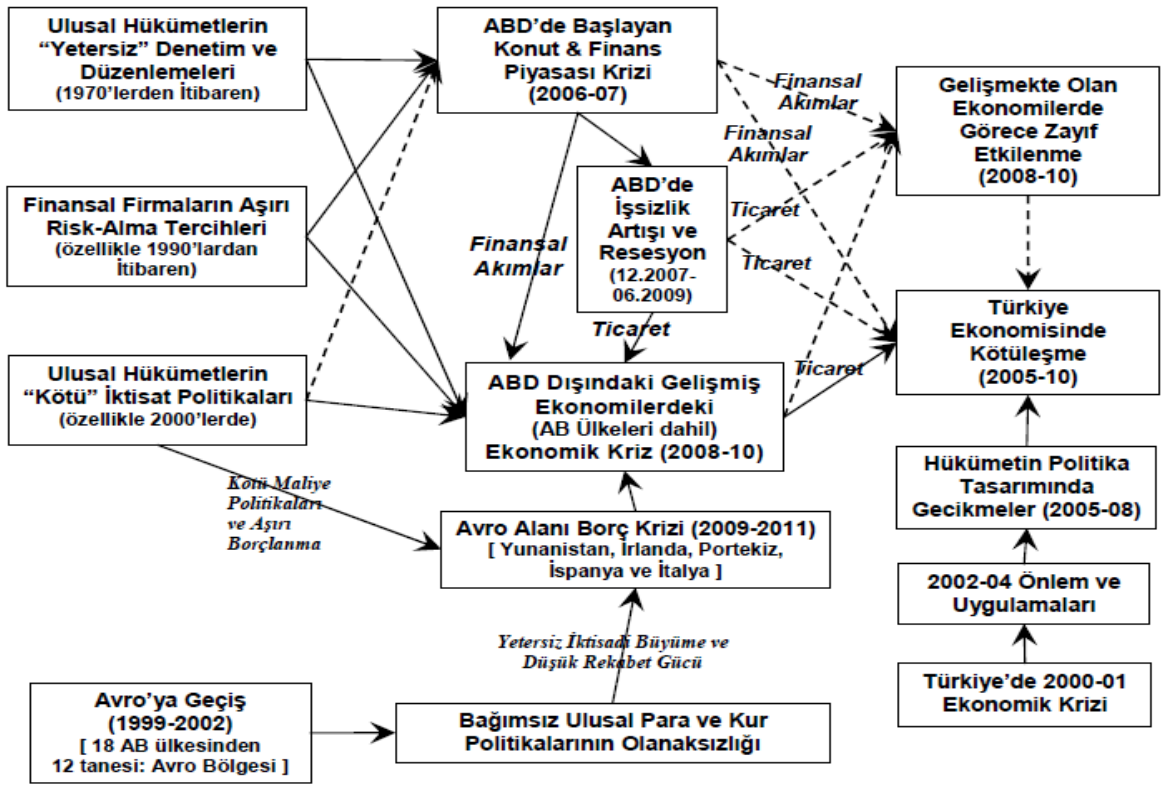 Ulusal Hükümetlerin
“Yetersiz” Denetim ve
Düzenlemeleri
(1970’lerden İtibaren)
ABD’de Başlayan
Konut & Finans
Piyasası Krizi
(2006-07)
Finansal
Akımlar
Finansal
Akımlar
Gelişmekte Olan
Ekonomilerde
Görece Zayıf
Etkilenme
(2008-10)
Finansal Firmaların Aşırı
Risk-Alma Tercihleri
(özellikle 1990’lardan
İtibaren)
Finansal
Akımlar
ABD’de
İşsizlik
Artışı ve
Resesyon
(12.2007-
06.2009)
Ticaret
Ticaret
Ticaret
Türkiye
Ekonomisinde
Kötüleşme
(2005-10)
Ulusal Hükümetlerin
“Kötü” İktisat Politikaları
(özellikle 2000’lerde)
ABD Dışındaki Gelişmiş
Ekonomilerdeki
(AB Ülkeleri dahil)
Ekonomik Kriz (2008-10)
Ticaret
Kötü Maliye
Politikaları
ve Aşırı
Borçlanma
Avro Alanı Borç Krizi (2009-2011)
[ Yunanistan, İrlanda, Portekiz,
İspanya ve İtalya ]
Hükümetin Politika
Tasarımında
Gecikmeler (2005-08)
2002-04 Önlem ve
Uygulamaları
Yetersiz İktisadi Büyüme ve
Düşük Rekabet Gücü
Türkiye’de 2000-01
Ekonomik Krizi
Avro’ya Geçiş
(1999-2002)
[ 18 AB ülkesinden
12 tanesi: Avro Bölgesi ]
Bağımsız Ulusal Para ve Kur
Politikalarının Olanaksızlığı